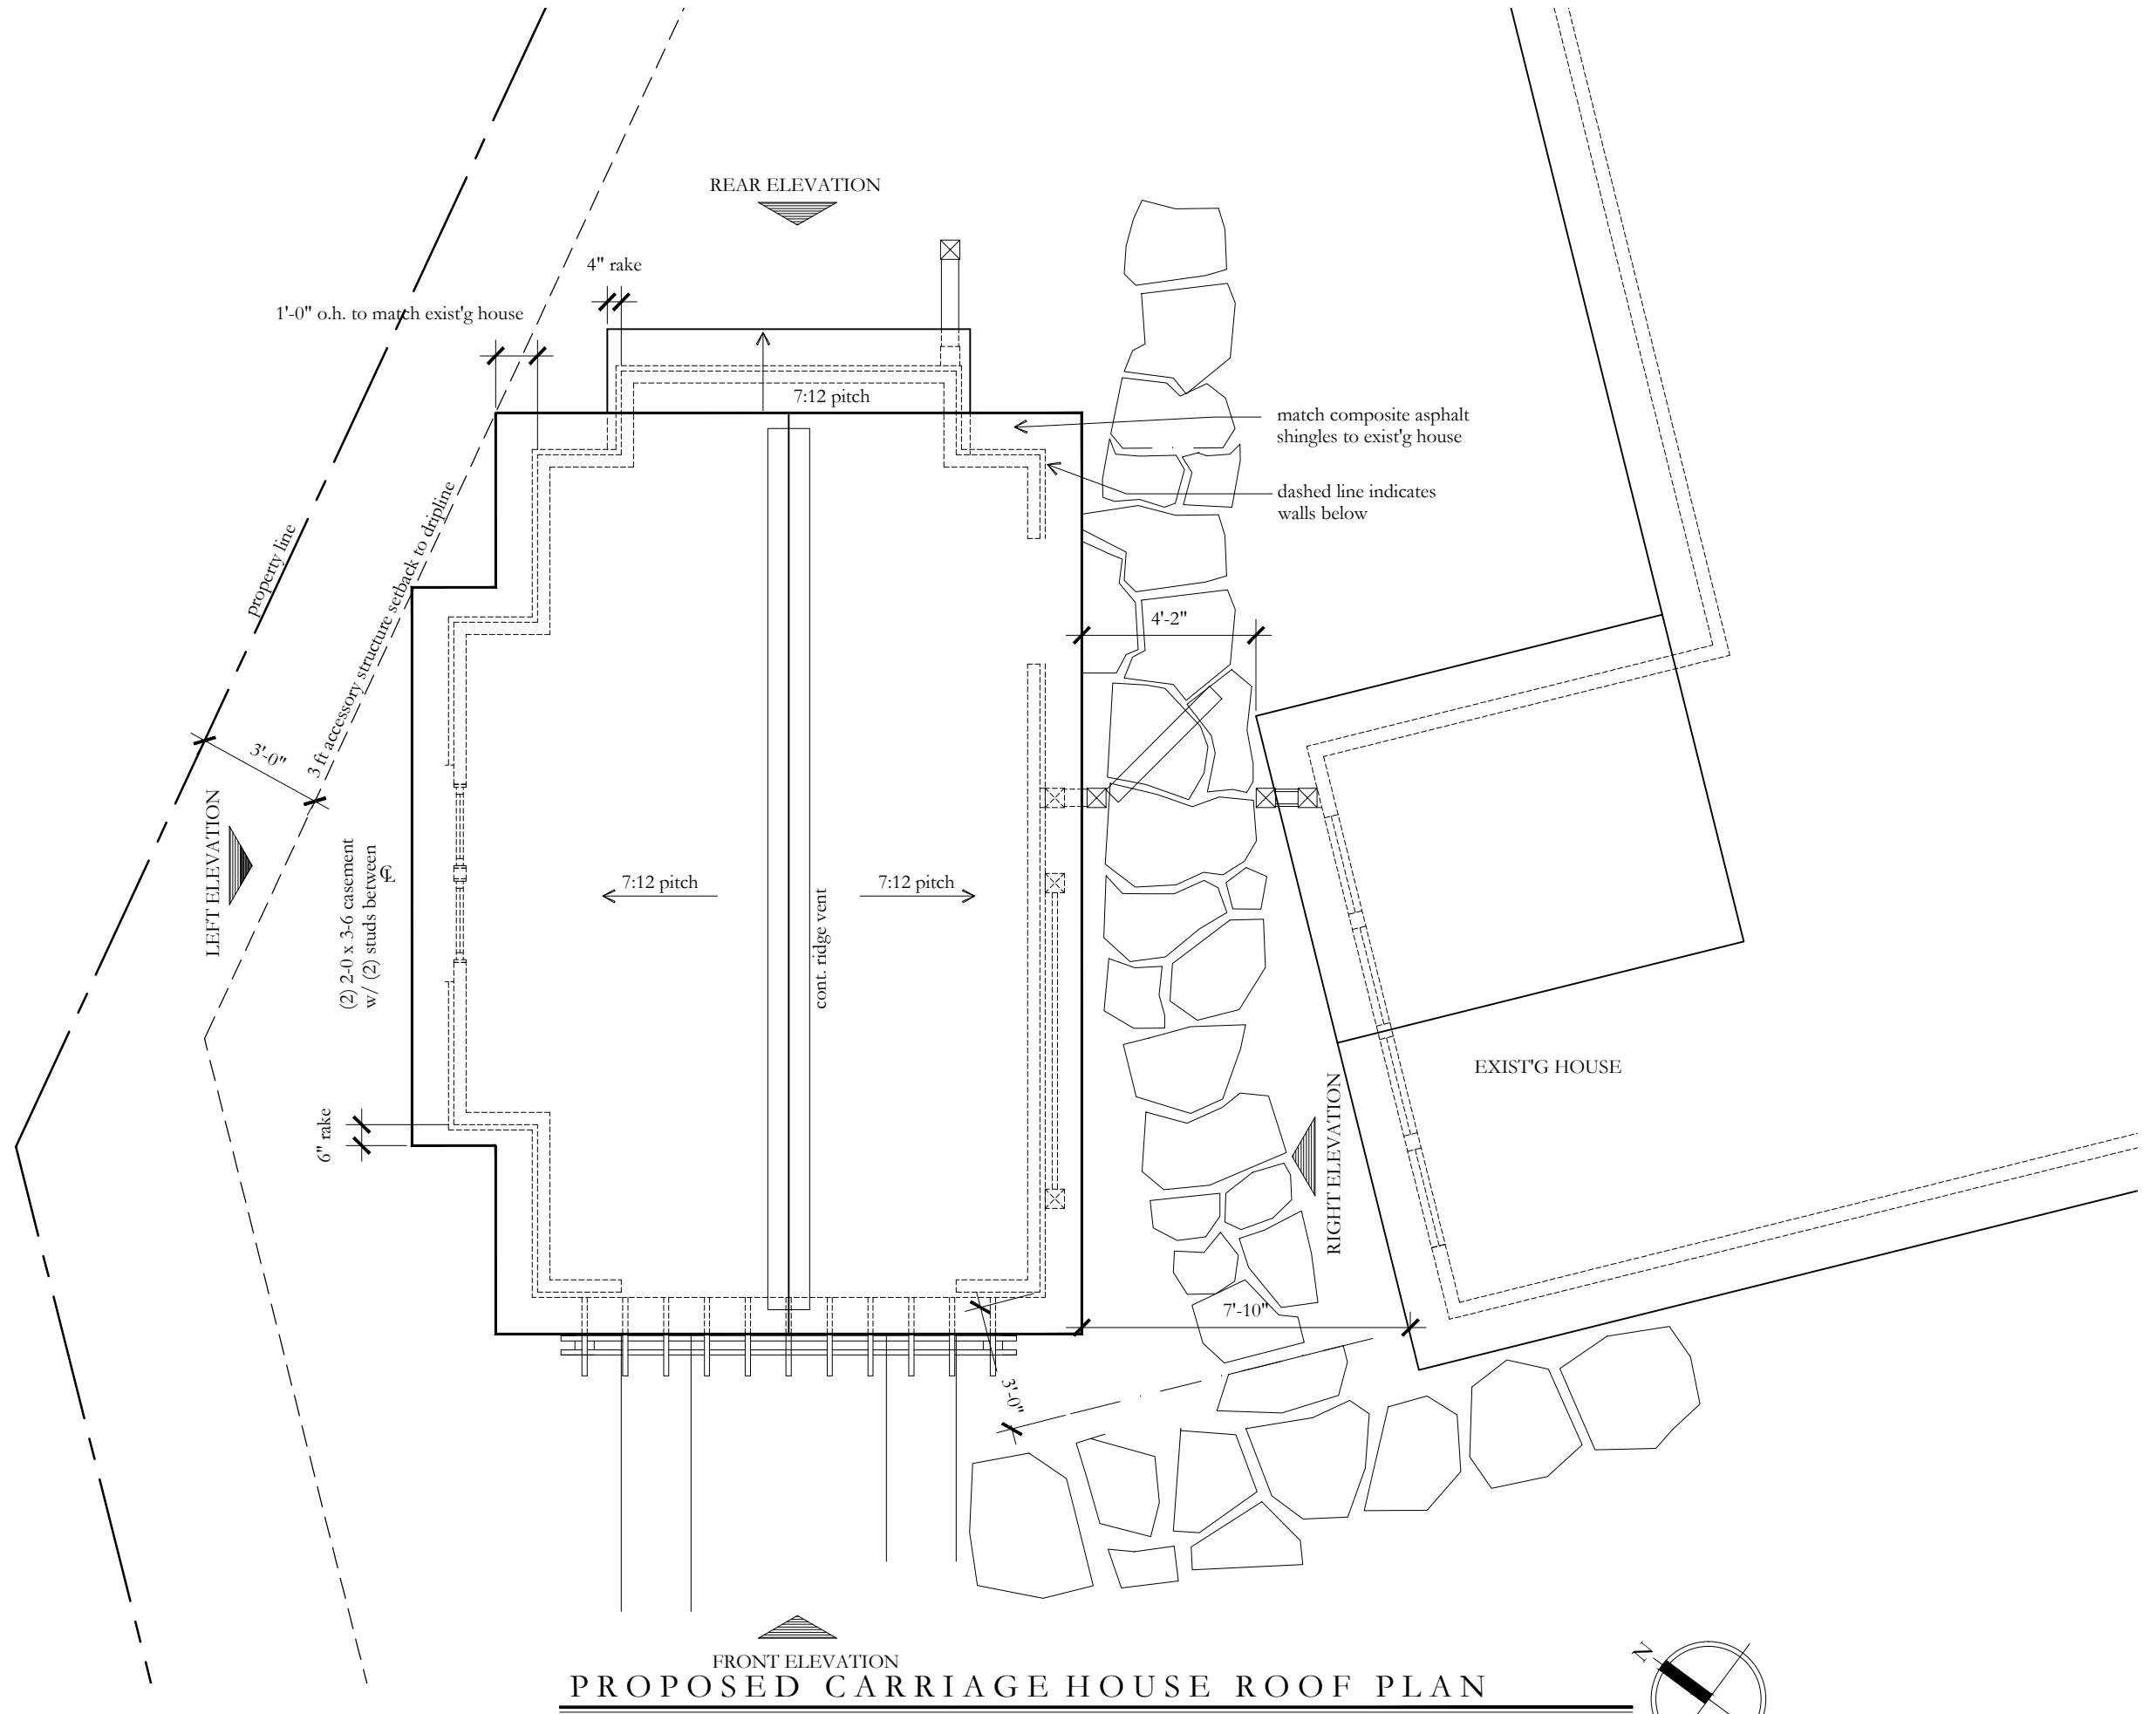 REAR ELEVATION
4" rake
1'-0" o.h. to match exist'g house
7:12 pitch
match composite asphalt
shingles to exist'g house
dashed line indicates
walls below
property line
3 ft accessory structure setback to dripline
4'-2"
3'-0"
LEFT ELEVATION
(2) 2-0 x 3-6 casement
w/ (2) studs between
CL
7:12 pitch
7:12 pitch
cont. ridge vent
EXIST'G HOUSE
RIGHT ELEVATION
6" rake
7'-10"
3'-0"
FRONT ELEVATION
PROPOSED CARRIAGE HOUSE ROOF PLAN
N